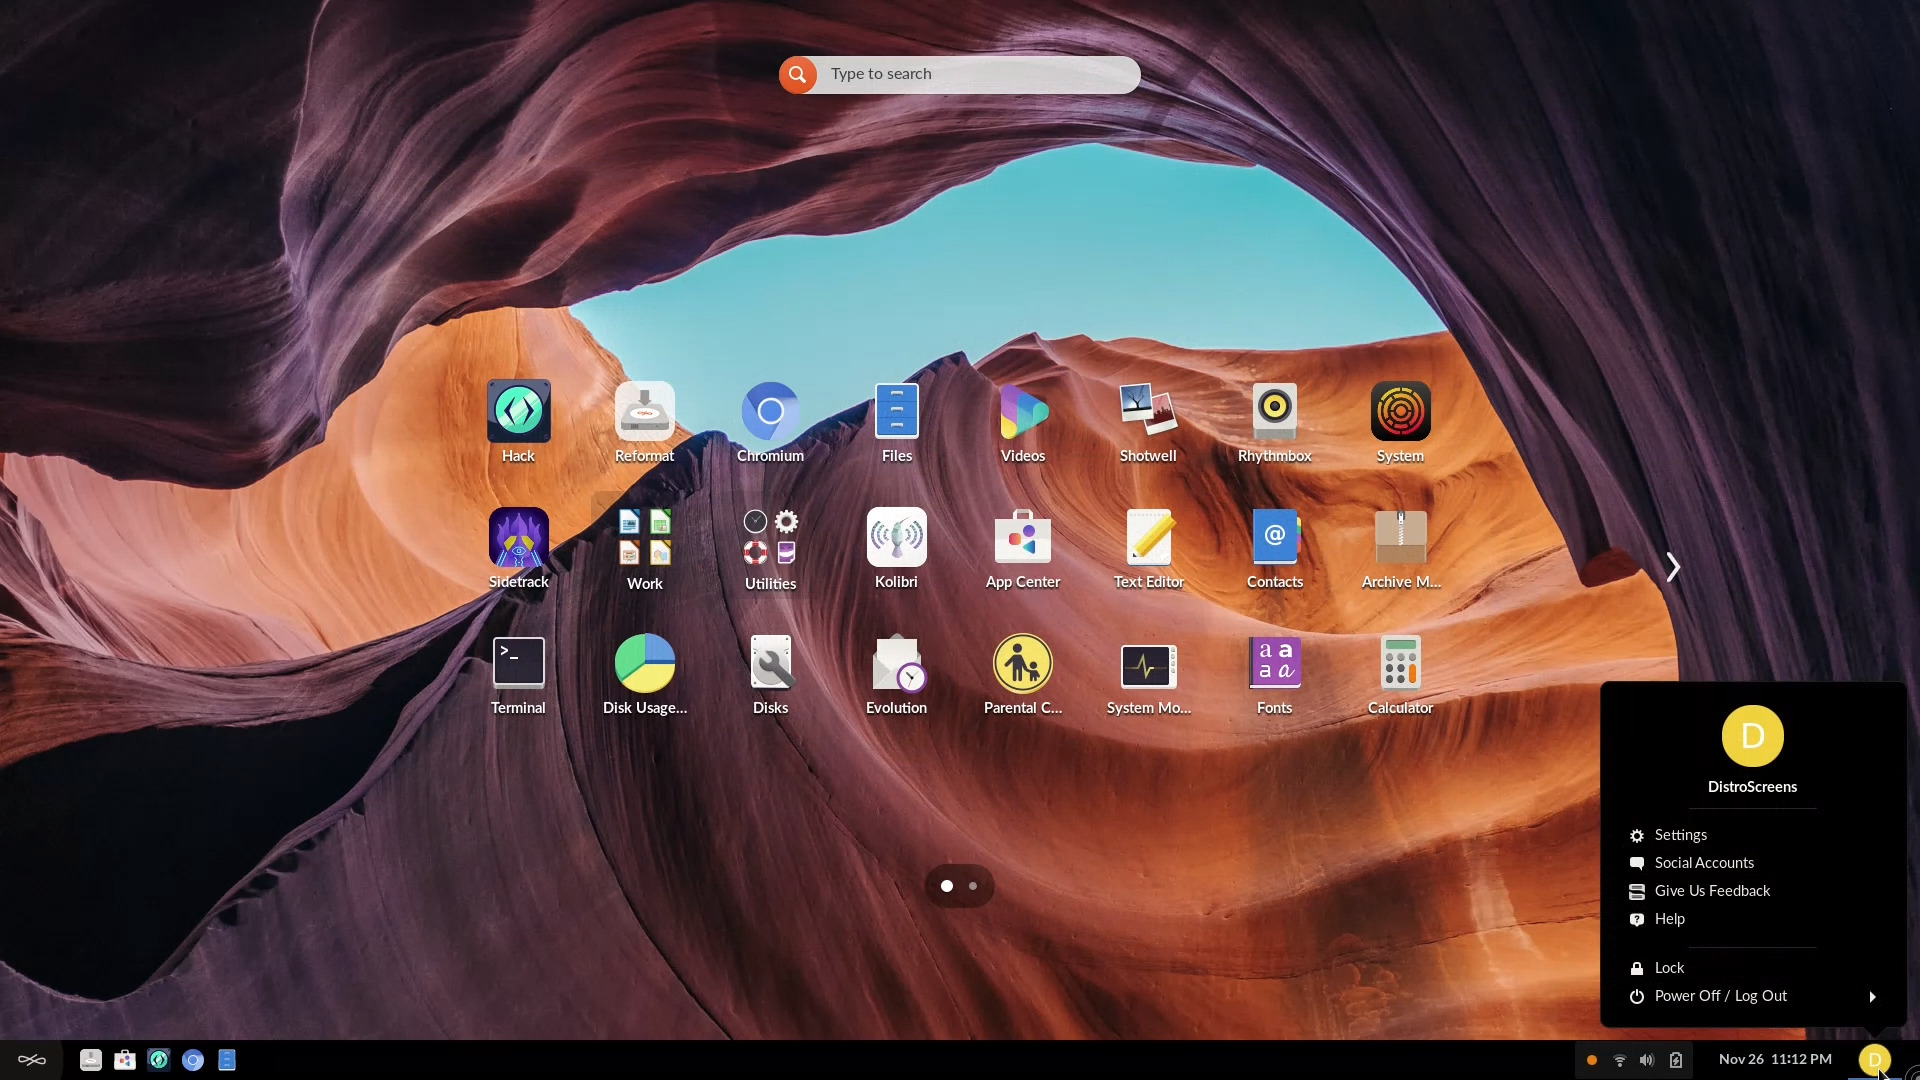 Type to search
Hack Reformat Chromium Files Videos Shotwell Rhythmbox System
Sidetrack Work Utilities Kolibri App Center Text Editor Contacts Archive M...
Terminal Disk Usage... Disks Evolution Parental C... System Mo... Fonts Calculator
D
DistroScreens
Settings
Social Accounts
Give Us Feedback
Help
Lock
Power Off / Log Out
Nov 26 11:12 PM
D